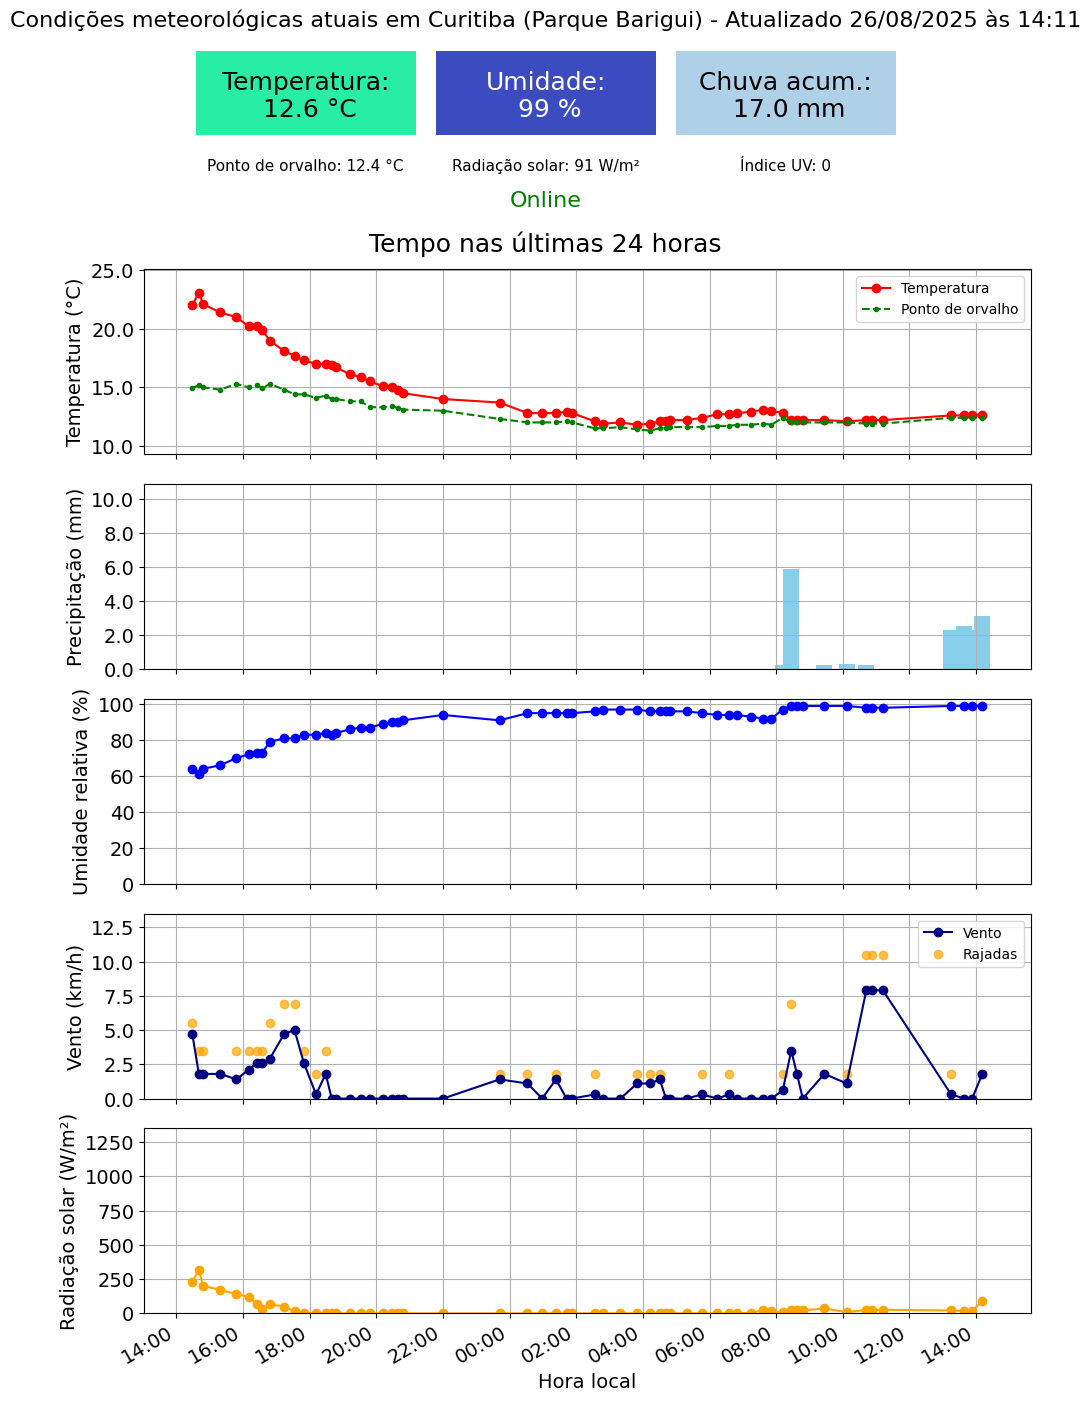 Condições meteorológicas atuais em Curitiba (Parque Barigui) - Atualizado 26/08/2025 às 14:11
Temperatura:
12.6 °C
Umidade:
99 %
Chuva acum.:
17.0 mm
Ponto de orvalho: 12.4 °C
Radiação solar: 91 W/m²
Índice UV: 0
Online
Tempo nas últimas 24 horas
Temperatura (°C)
25.0
20.0
15.0
10.0
Temperatura
Ponto de orvalho
Precipitação (mm)
10.0
8.0
6.0
4.0
2.0
0.0
Umidade relativa (%)
100
80
60
40
20
0
Vento (km/h)
12.5
10.0
7.5
5.0
2.5
0.0
Vento
Rajadas
Radiação solar (W/m²)
1250
1000
750
500
250
0
14:00
16:00
18:00
20:00
22:00
00:00
02:00
04:00
06:00
08:00
10:00
12:00
14:00
Hora local